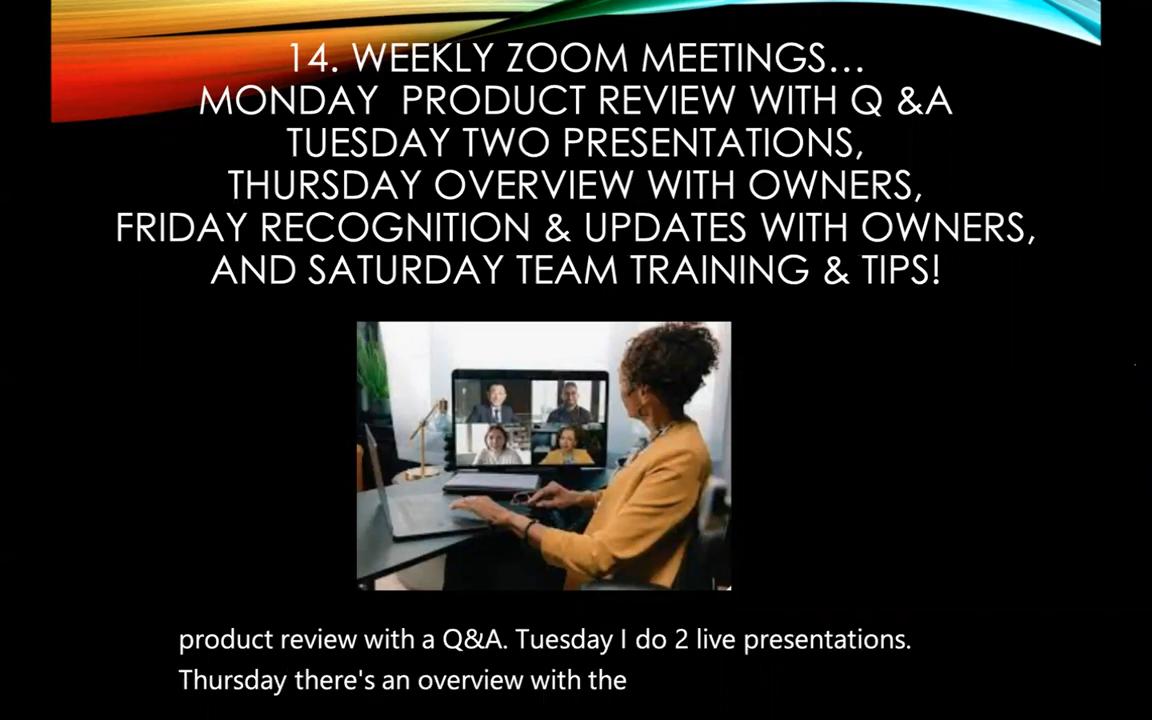 14. WEEKLY ZOOM MEETINGS...
MONDAY  PRODUCT REVIEW WITH Q &A
TUESDAY TWO PRESENTATIONS,
THURSDAY OVERVIEW WITH OWNERS,
FRIDAY RECOGNITION & UPDATES WITH OWNERS,
AND SATURDAY TEAM TRAINING & TIPS!
product review with a Q&A. Tuesday I do 2 live presentations.
Thursday there's an overview with the